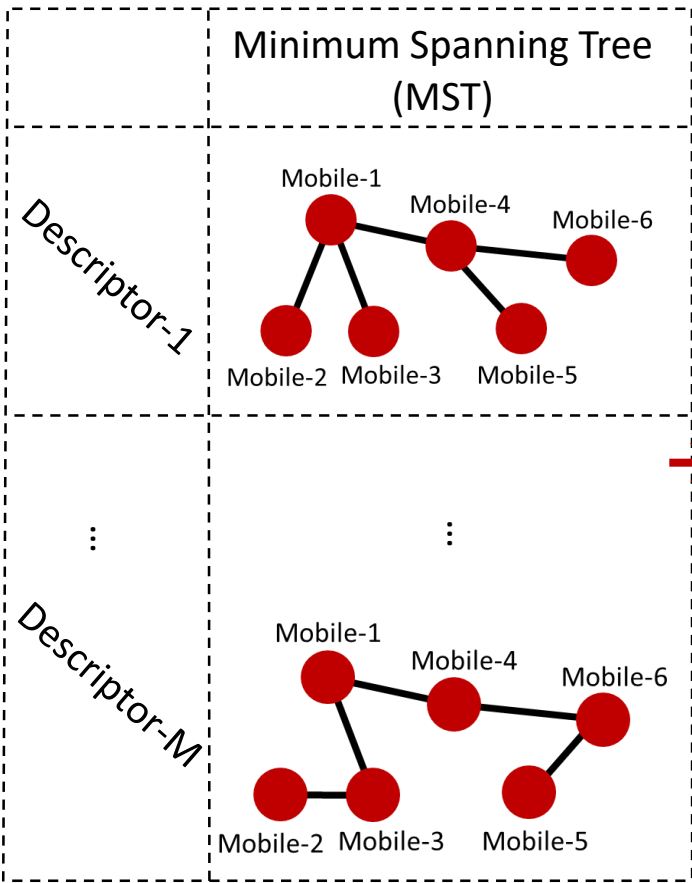 Minimum Spanning Tree
(MST)
Descriptor-1
Mobile-1
Mobile-4
Mobile-6
Mobile-2
Mobile-3
Mobile-5
...
...
Descriptor-M
Mobile-1
Mobile-4
Mobile-6
Mobile-2
Mobile-3
Mobile-5